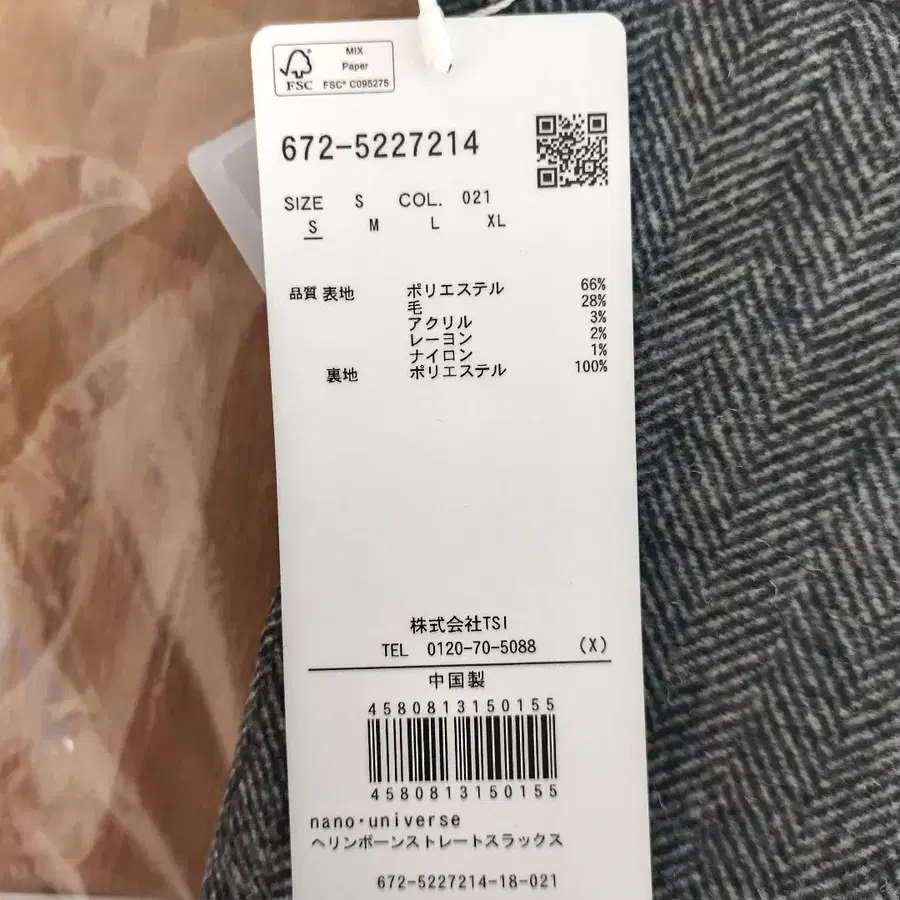 MIX
Paper
FSC® C095275
FSC
672-5227214
SIZE S COL. 021
S M L XL
品質 表地 ポリエステル 66%
毛 28%
アクリル 3%
レーヨン 2%
ナイロン 1%
裏地 ポリエステル 100%
株式会社TSI
TEL 0120-70-5088 (X)
中国製
4580813150155
4580813150155
nano・universe
ヘリンボーンストレートスラックス
672-5227214-18-021